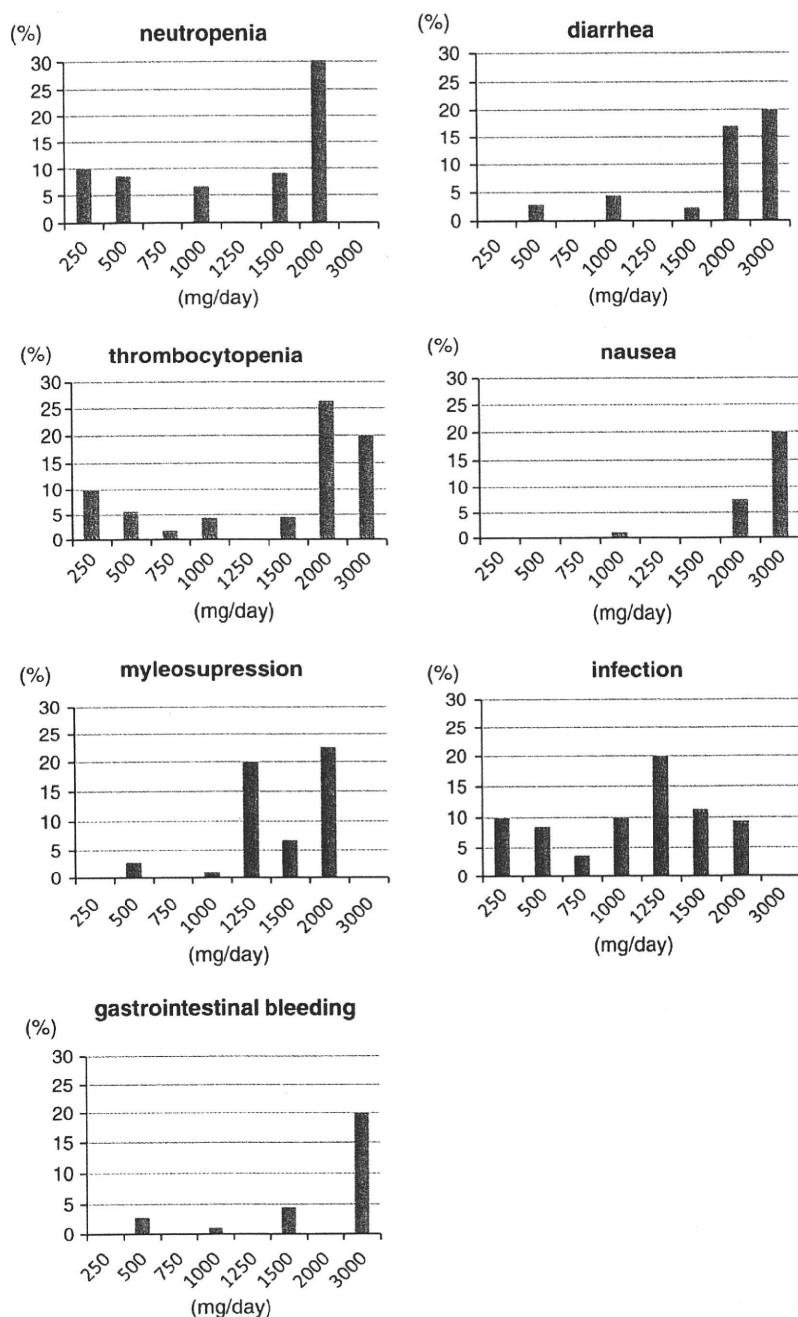 (%) neutropenia
30
25
20
15
10
5
0
250 500 750 1000 1250 1500 2000 3000
(mg/day)
(%) diarrhea
30
25
20
15
10
5
0
250 500 750 1000 1250 1500 2000 3000
(mg/day)
(%) thrombocytopenia
30
25
20
15
10
5
0
250 500 750 1000 1250 1500 2000 3000
(mg/day)
(%) nausea
30
25
20
15
10
5
0
250 500 750 1000 1250 1500 2000 3000
(mg/day)
(%) myleosupression
30
25
20
15
10
5
0
250 500 750 1000 1250 1500 2000 3000
(mg/day)
(%) infection
30
25
20
15
10
5
0
250 500 750 1000 1250 1500 2000 3000
(mg/day)
gastrointestinal bleeding
(%)
30
25
20
15
10
5
0
250 500 750 1000 1250 1500 2000 3000
(mg/day)